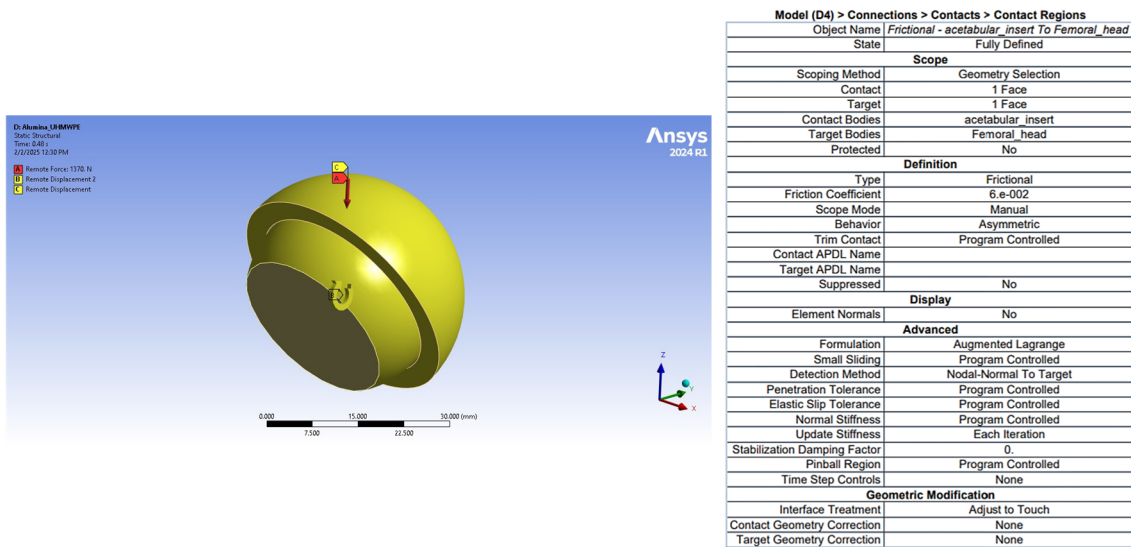 D: Alumina_UHMWPE
Static Structural
Time: 0.48 s
2/2/2025 12:30 PM
A Remote Force: 1370. N
B Remote Displacement 2
C Remote Displacement
Ansys
2024 R1
C
A
B
Z
Y
X
0.000 15.000 30.000 (mm)
7.500 22.500
Model (D4) > Connections > Contacts > Contact Regions
Object Name Frictional - acetabular_insert To Femoral_head
State Fully Defined
Scope
Scoping Method Geometry Selection
Contact 1 Face
Target 1 Face
Contact Bodies acetabular_insert
Target Bodies Femoral_head
Protected No
Definition
Type Frictional
Friction Coefficient 6.e-002
Scope Mode Manual
Behavior Asymmetric
Trim Contact Program Controlled
Contact APDL Name
Target APDL Name
Suppressed No
Display
Element Normals No
Advanced
Formulation Augmented Lagrange
Small Sliding Program Controlled
Detection Method Nodal-Normal To Target
Penetration Tolerance Program Controlled
Elastic Slip Tolerance Program Controlled
Normal Stiffness Program Controlled
Update Stiffness Each Iteration
Stabilization Damping Factor 0.
Pinball Region Program Controlled
Time Step Controls None
Geometric Modification
Interface Treatment Adjust to Touch
Contact Geometry Correction None
Target Geometry Correction None